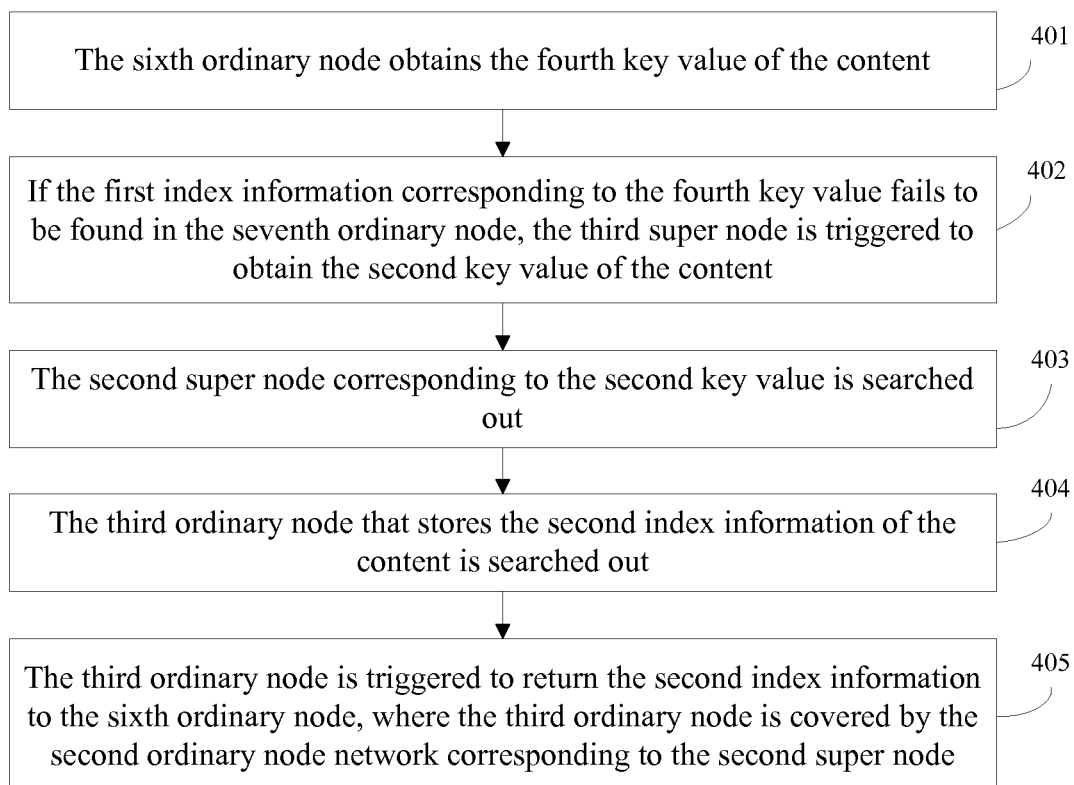 The sixth ordinary node obtains the fourth key value of the content
401
If the first index information corresponding to the fourth key value fails to
be found in the seventh ordinary node, the third super node is triggered to
obtain the second key value of the content
402
The second super node corresponding to the second key value is searched
out
403
The third ordinary node that stores the second index information of the
content is searched out
404
The third ordinary node is triggered to return the second index information
to the sixth ordinary node, where the third ordinary node is covered by the
second ordinary node network corresponding to the second super node
405